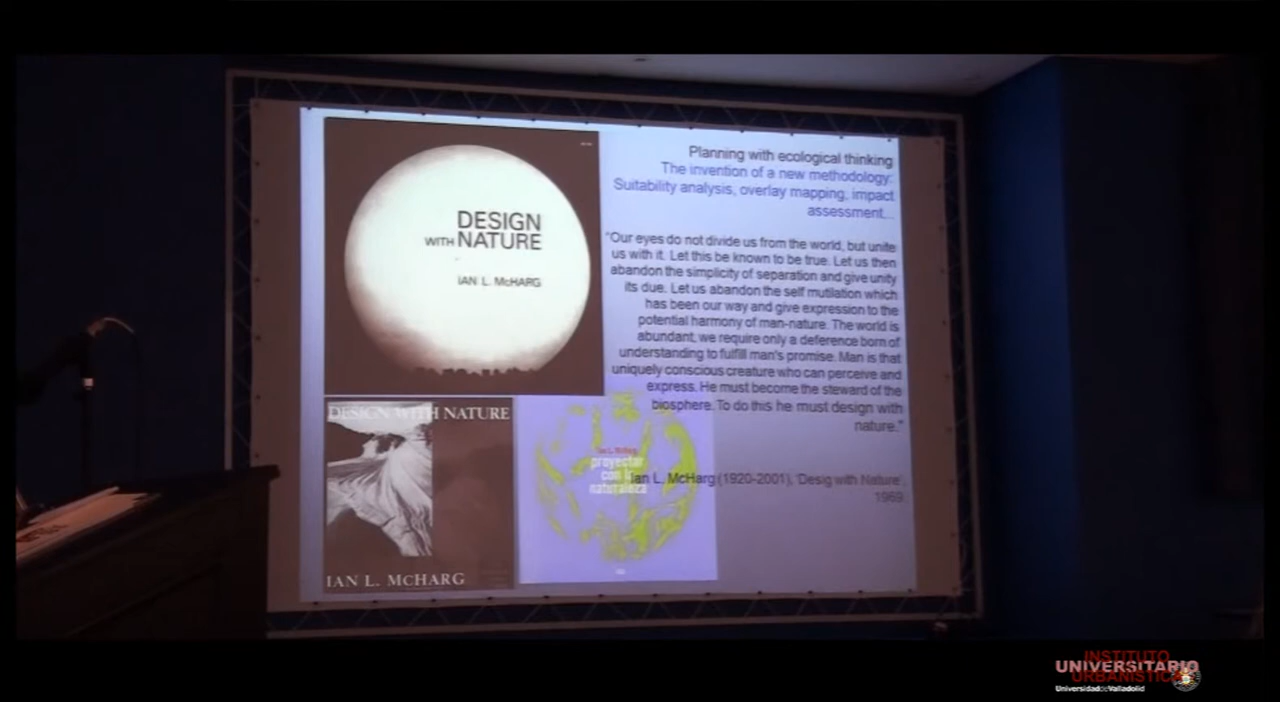 DESIGN
WITH NATURE
IAN L. McHARG
Planning with ecological thinking
The invention of a new methodology:
Suitability analysis, overlay mapping, impact
assessment...
“Our eyes do not divide us from the world, but unite
us with it. Let this be known to be true. Let us then
abandon the simplicity of separation and give unity
its due. Let us abandon the self mutilation which
has been our way and give expression to the
potential harmony of man-nature. The world is
abundant, we require only a deference born of
understanding to fulfill man's promise. Man is that
uniquely conscious creature who can perceive and
express. He must become the steward of the
biosphere. To do this he must design with
nature.”
Ian L. McHarg (1920-2001), 'Desig with Nature',
1969
DESIGN WITH NATURE
IAN L. McHARG
Ian L. McHarg
proyectar
con la
naturaleza
INSTITUTO
UNIVERSITARIO
URBANÍSTICA
Universidad de Valladolid